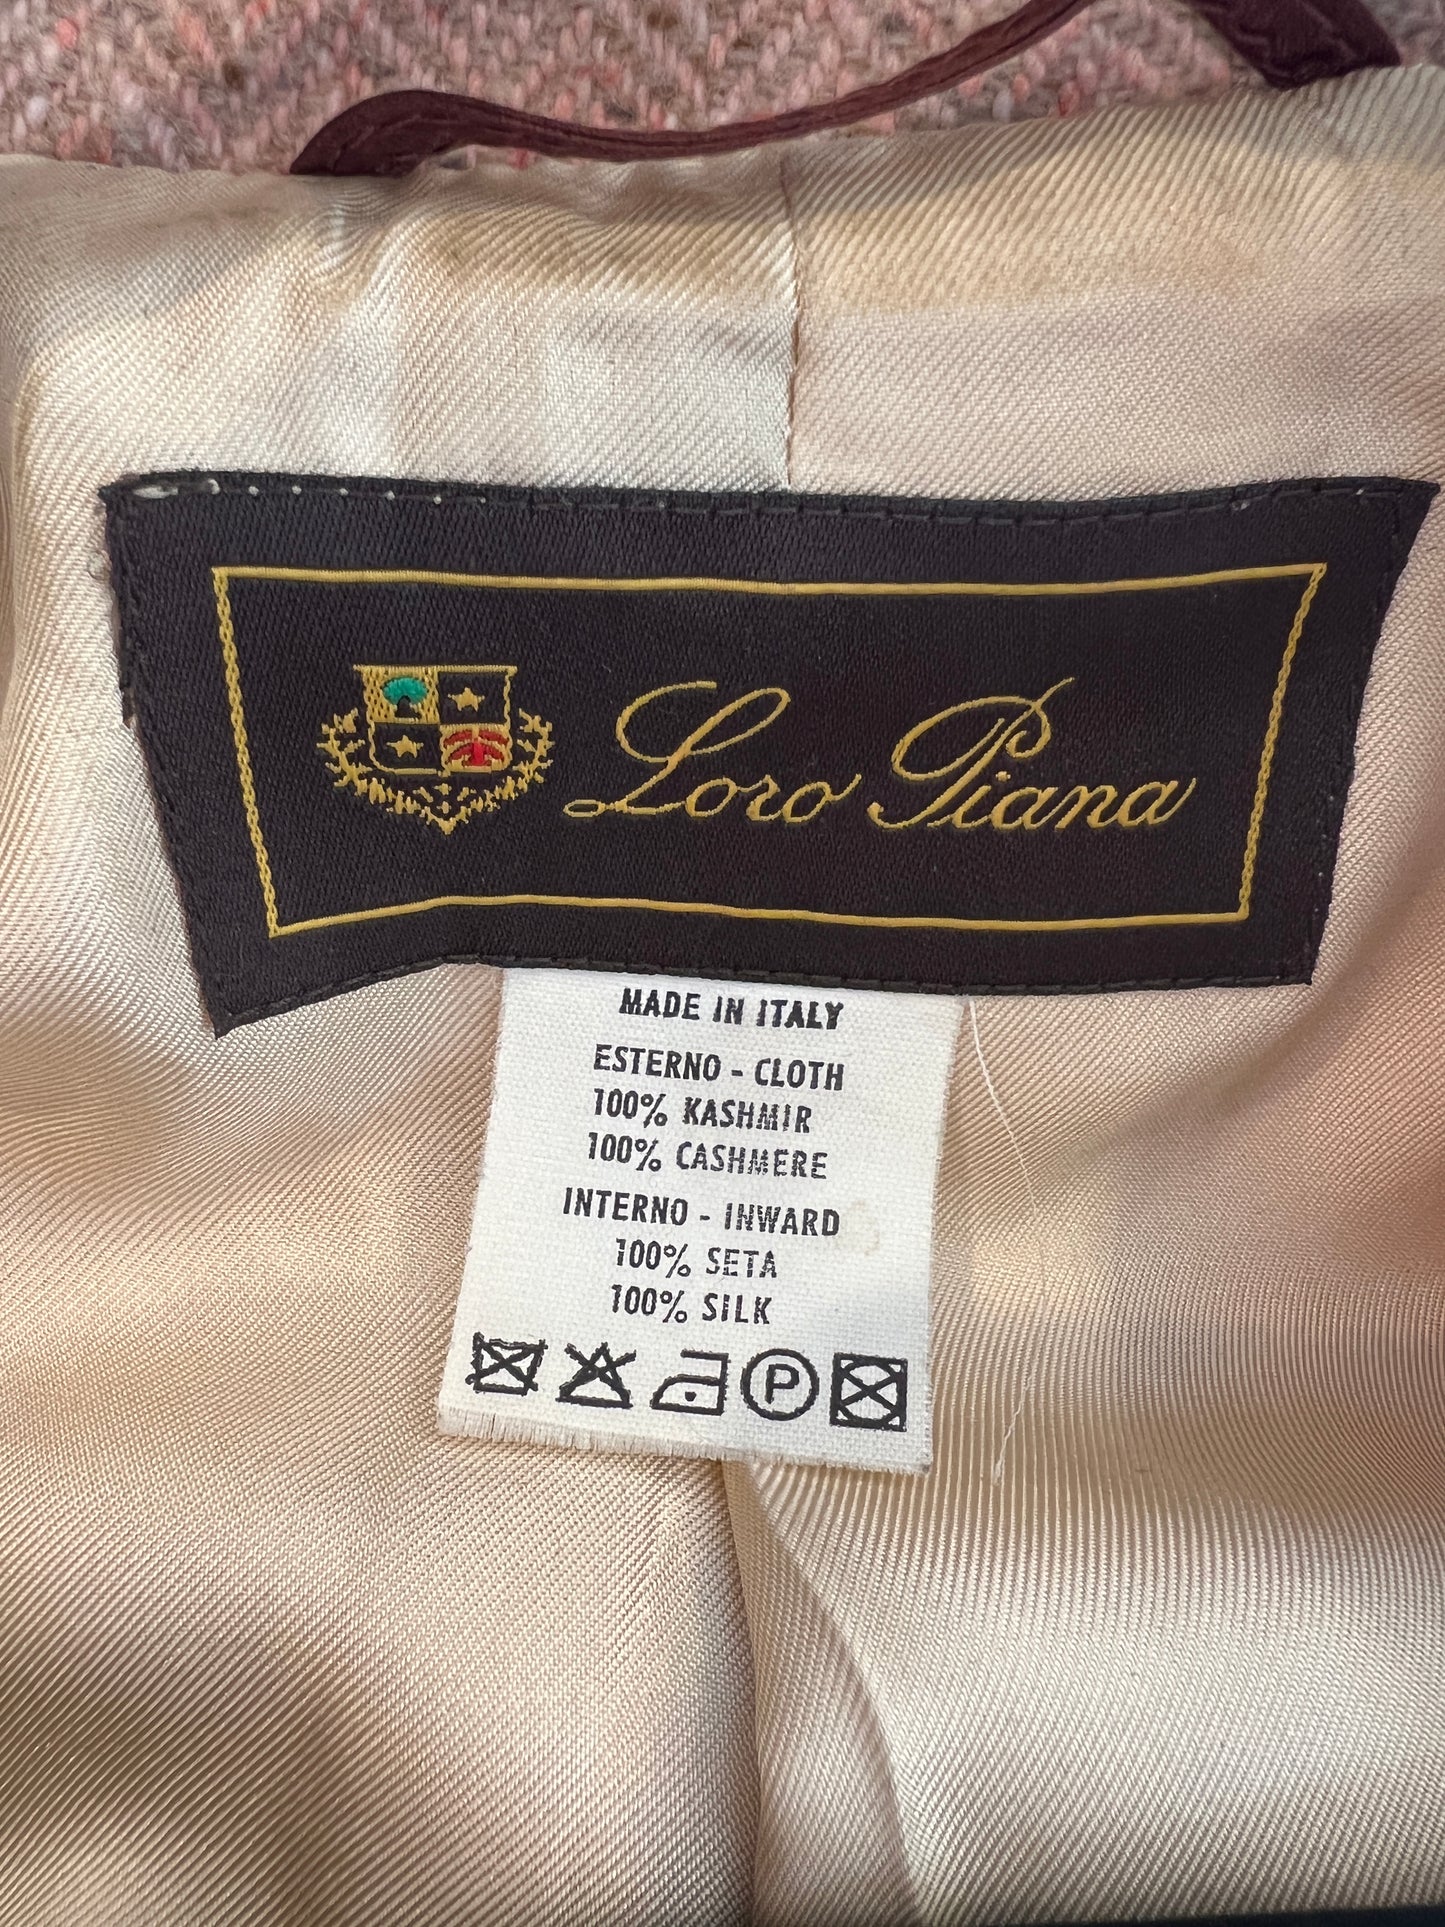 Loro Piana
MADE IN ITALY
ESTERNO - CLOTH
100% KASHMIR
100% CASHMERE
INTERNO - INWARD
100% SETA
100% SILK
P